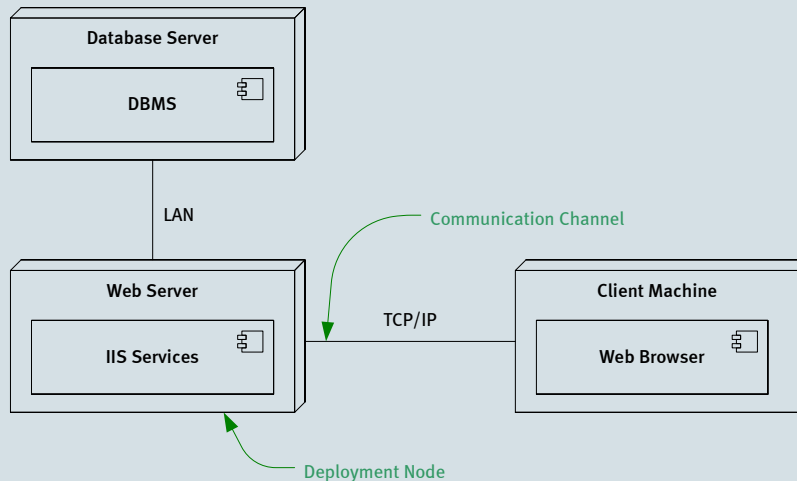 Database Server
DBMS
LAN
Communication Channel
Web Server
Client Machine
TCP/IP
IIS Services
Web Browser
Deployment Node